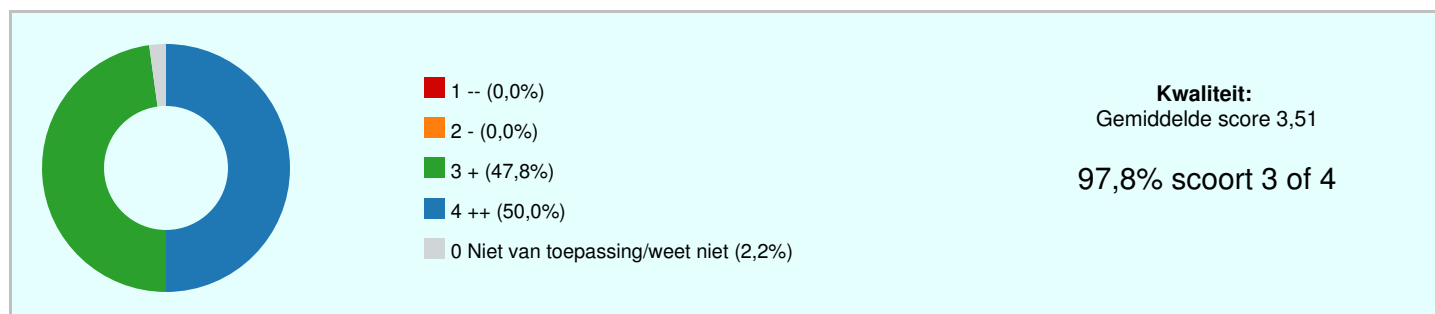 1 -- (0,0%)
2 - (0,0%)
3 + (47,8%)
4 ++ (50,0%)
0 Niet van toepassing/weet niet (2,2%)
Kwaliteit:
Gemiddelde score 3,51
97,8% scoort 3 of 4